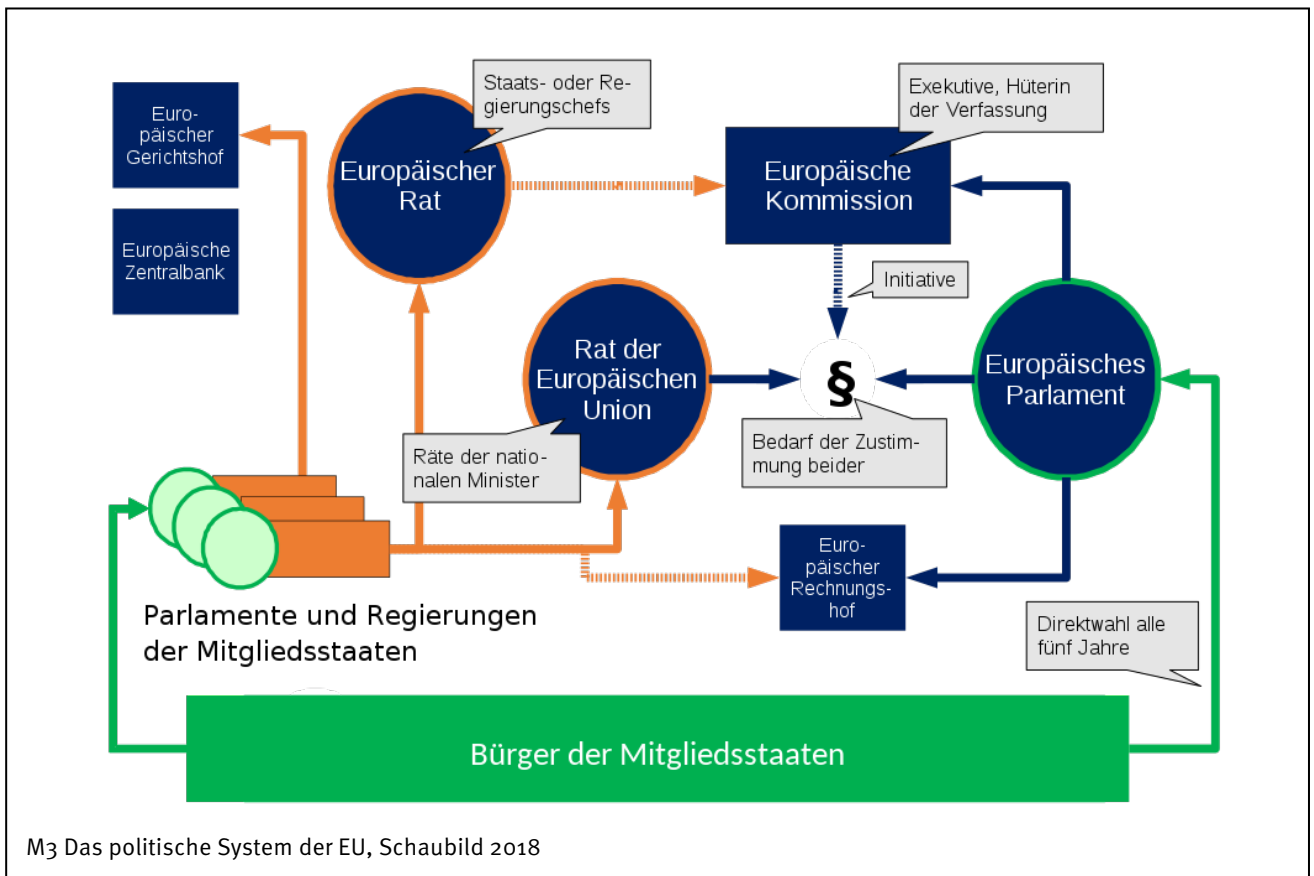 Staats- oder Re-
gierungschefs
Exekutive, Hüterin
der Verfassung
Euro-
päischer
Gerichtshof
Europäischer
Rat
Europäische
Kommission
Europäische
Zentralbank
Initiative
Rat der
Europäischen
Union
§
Europäisches
Parlament
Räte der natio-
nalen Minister
Bedarf der Zustim-
mung beider
Euro-
päischer
Rechnungs-
hof
Parlamente und Regierungen
der Mitgliedsstaaten
Direktwahl alle
fünf Jahre
Bürger der Mitgliedsstaaten
M3 Das politische System der EU, Schaubild 2018